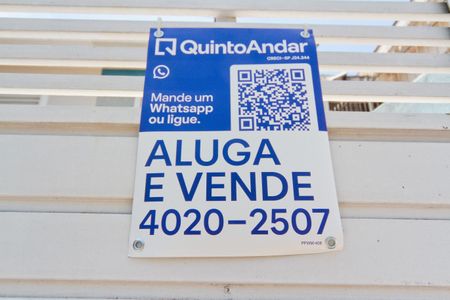 QuintoAndar
CRECI-SP J24.344
Mande um
Whatsapp
ou ligue.
ALUGA
E VENDE
4020-2507